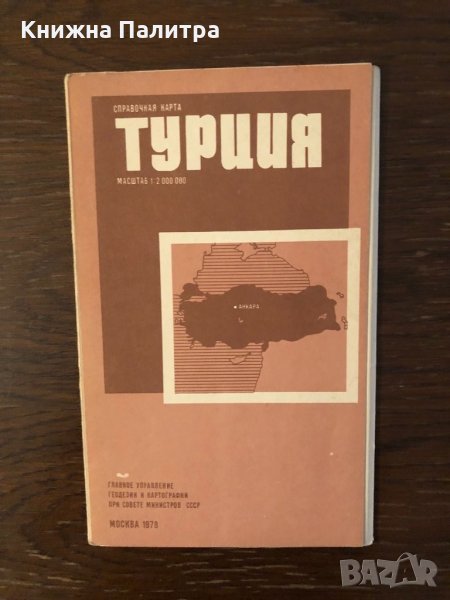 Книжна Палитра
СПРАВОЧНАЯ КАРТА
ТУРЦИЯ
МАСШТАБ 1:2 000 000
АНКАРА
ГЛАВНОЕ УПРАВЛЕНИЕ
ГЕОДЕЗИИ И КАРТОГРАФИИ
ПРИ СОВЕТЕ МИНИСТРОВ СССР
МОСКВА 1978
BAZAR